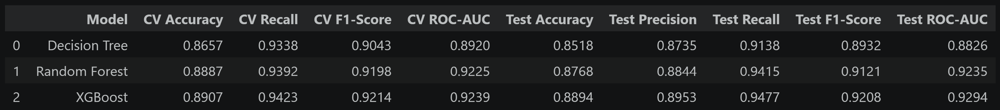 Model CV Accuracy CV Recall CV F1-Score CV ROC-AUC Test Accuracy Test Precision Test Recall Test F1-Score Test ROC-AUC
0 Decision Tree 0.8657 0.9338 0.9043 0.8920 0.8518 0.8735 0.9138 0.8932 0.8826
1 Random Forest 0.8887 0.9392 0.9198 0.9225 0.8768 0.8844 0.9415 0.9121 0.9235
2 XGBoost 0.8907 0.9423 0.9214 0.9239 0.8894 0.8953 0.9477 0.9208 0.9294